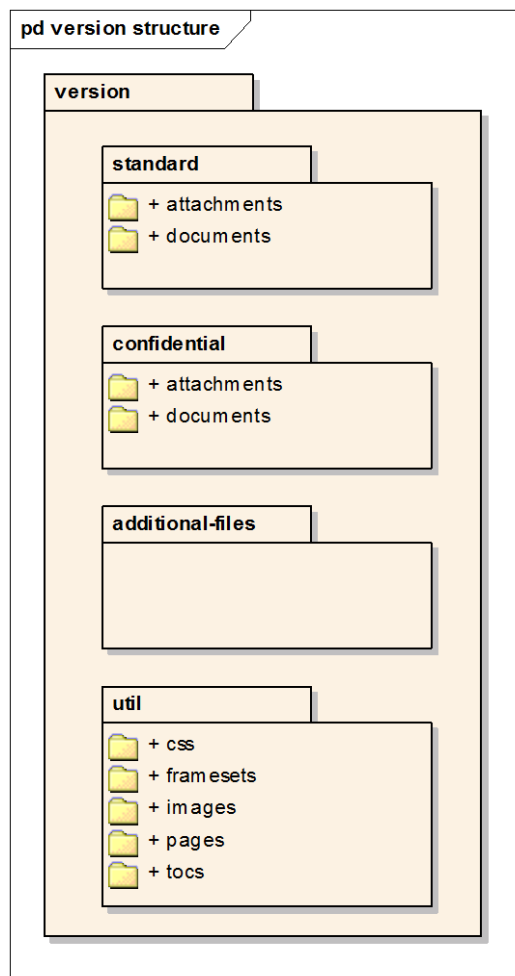 pd version structure
version
standard
+ attachments
+ documents
confidential
+ attachments
+ documents
additional-files
util
+ css
+ framesets
+ images
+ pages
+ tocs